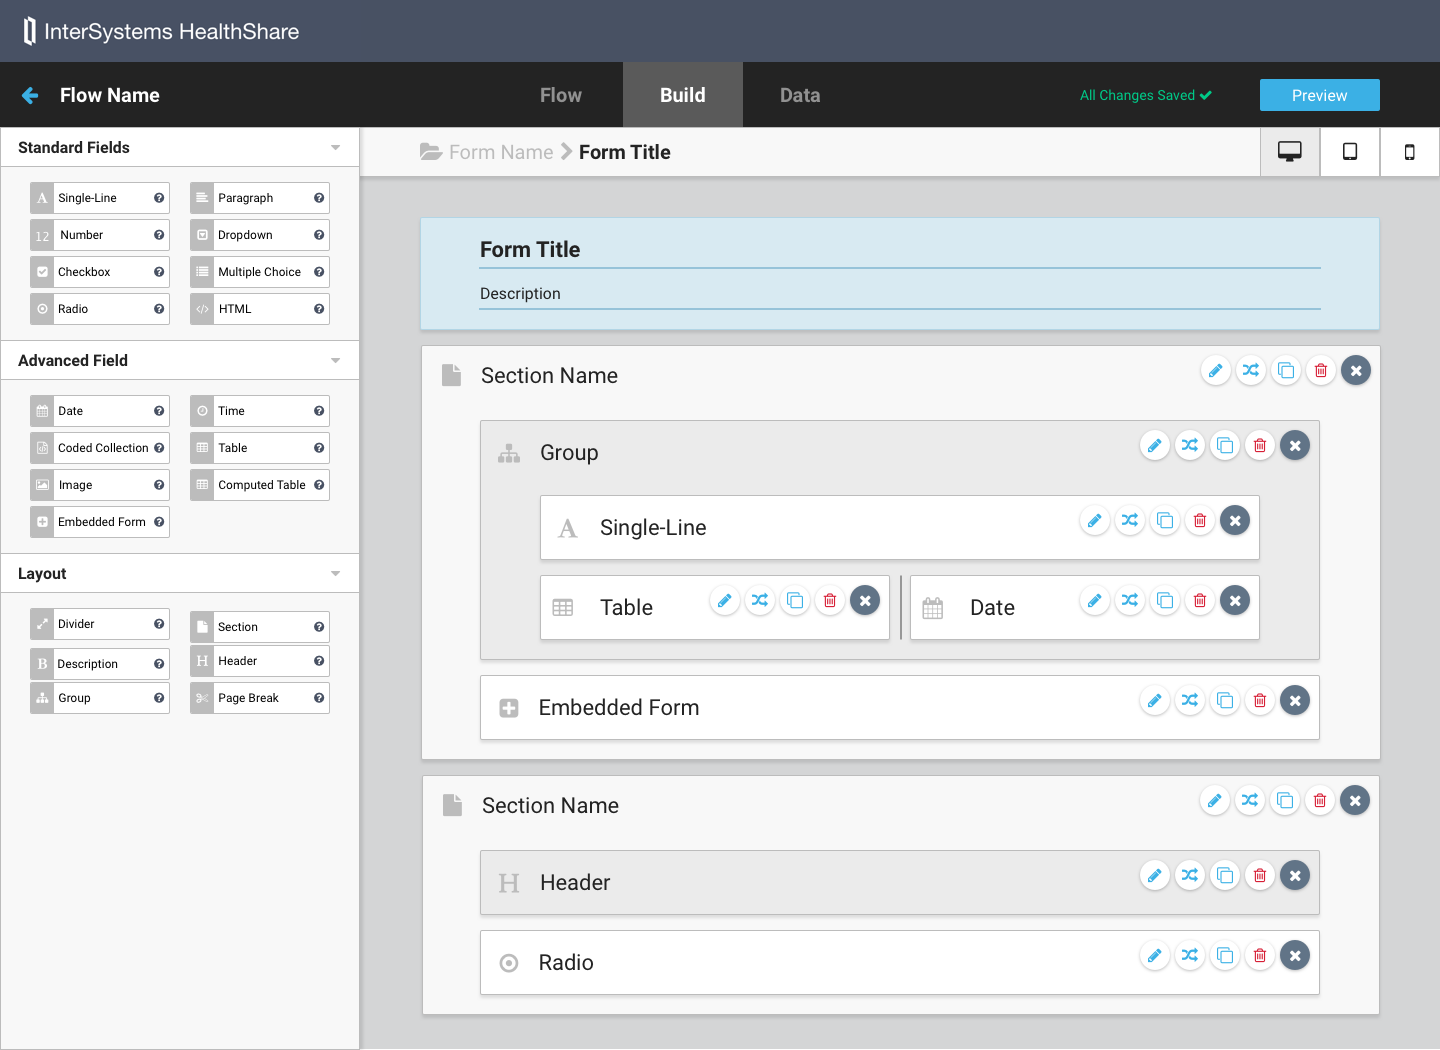 InterSystems HealthShare
Flow Name
Flow
Build
Data
All Changes Saved
Preview
Form Name
Form Title
Standard Fields
A Single-Line
Paragraph
12 Number
Dropdown
Checkbox
Multiple Choice
Radio
</> HTML
Advanced Field
Date
Time
Coded Collection
Table
Image
Computed Table
Embedded Form
Layout
Divider
Section
B Description
H Header
Group
Page Break
Form Title
Description
Section Name
Group
A Single-Line
Table
Date
Embedded Form
Section Name
H Header
Radio